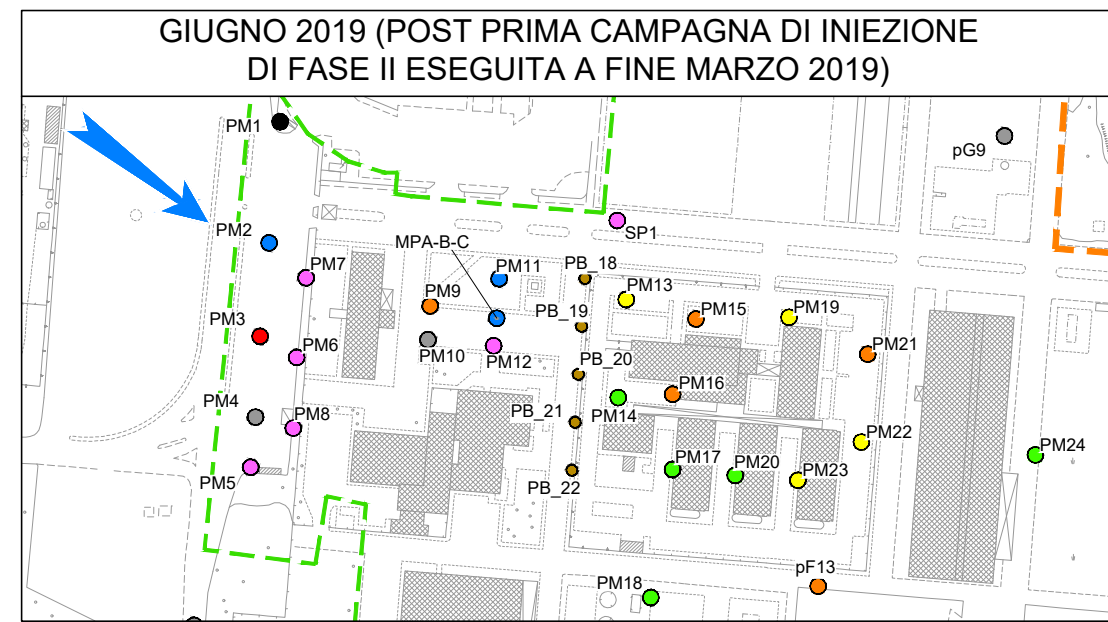 GIUGNO 2019 (POST PRIMA CAMPAGNA DI INIEZIONE
DI FASE II ESEGUITA A FINE MARZO 2019)
PM1
pG9
PM2
SP1
MPA-B-C
PM7
PM11
PB_18
PM13
PM9
PM15
PM19
PB_19
PM3
PM6
PM10
PM12
PB_20
PM21
PM16
PM4
PM8
PB_21
PM14
PM22
PM24
PM5
PB_22
PM17
PM20
PM23
pF13
PM18